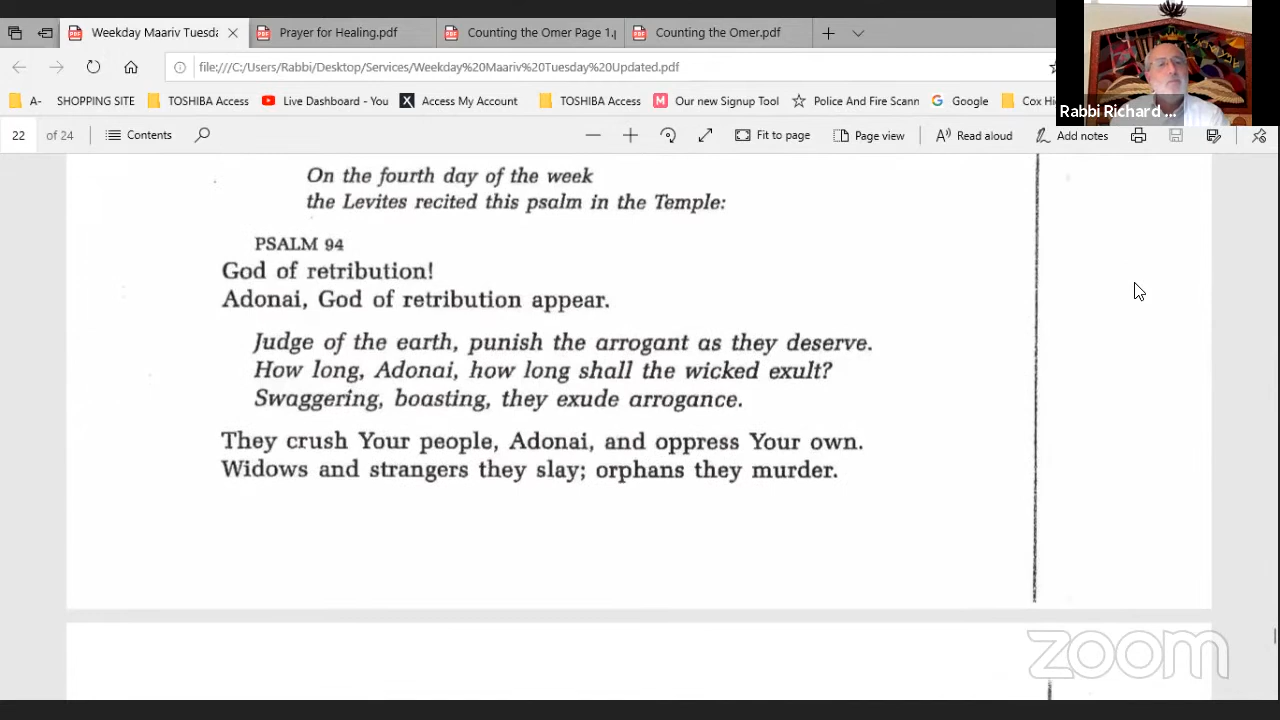 Weekday Maariv Tuesda
Prayer for Healing.pdf
Counting the Omer Page 1.p
Counting the Omer.pdf
file:///C:/Users/Rabbi/Desktop/Services/Weekday%20Maariv%20Tuesday%20Updated.pdf
A- SHOPPING SITE
TOSHIBA Access
Live Dashboard - You
Access My Account
TOSHIBA Access
Our new Signup Tool
Police And Fire Scann
Google
Cox Hi
Rabbi Richard ...
22 of 24
Contents
Fit to page
Page view
Read aloud
Add notes
On the fourth day of the week
the Levites recited this psalm in the Temple:
PSALM 94
God of retribution!
Adonai, God of retribution appear.
Judge of the earth, punish the arrogant as they deserve.
How long, Adonai, how long shall the wicked exult?
Swaggering, boasting, they exude arrogance.
They crush Your people, Adonai, and oppress Your own.
Widows and strangers they slay; orphans they murder.
zoom